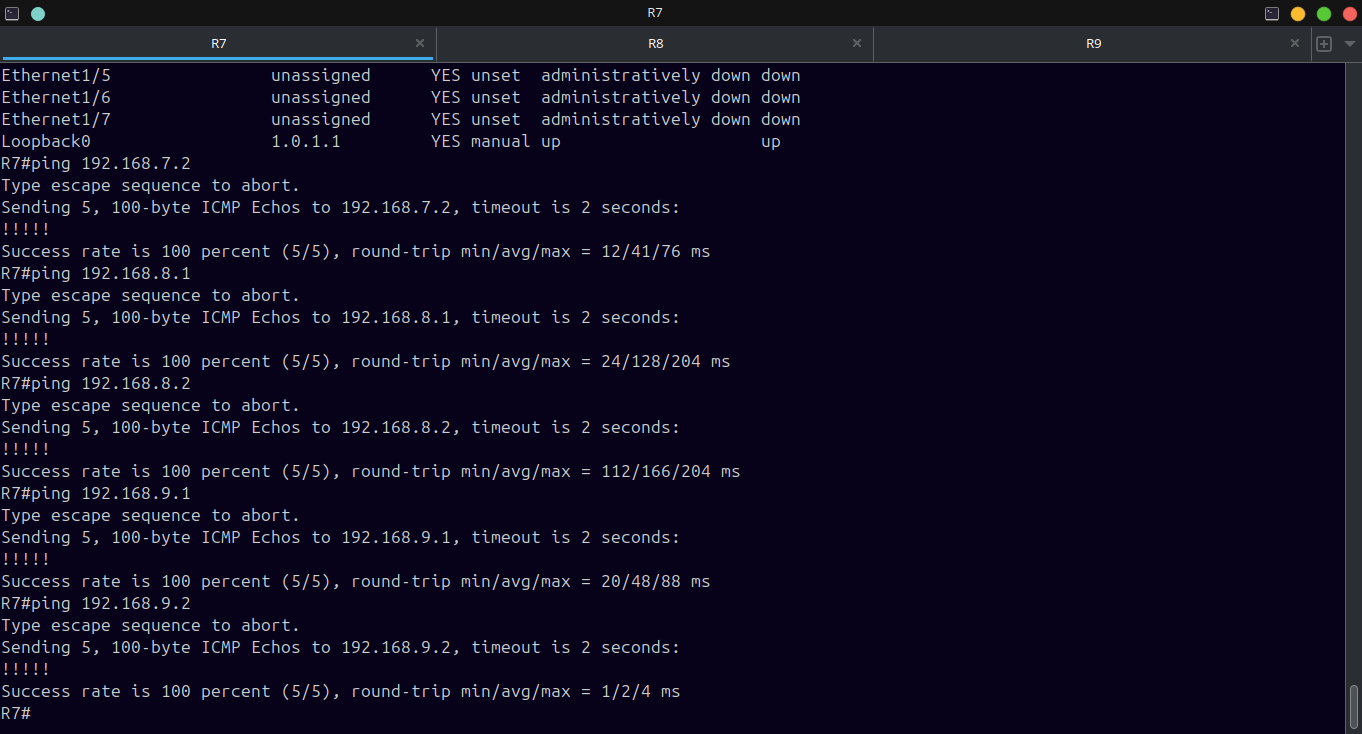 R7
R7
R8
R9
Ethernet1/5                unassigned      YES unset  administratively down down
Ethernet1/6                unassigned      YES unset  administratively down down
Ethernet1/7                unassigned      YES unset  administratively down down
Loopback0                  1.0.1.1         YES manual up                    up
R7#ping 192.168.7.2
Type escape sequence to abort.
Sending 5, 100-byte ICMP Echos to 192.168.7.2, timeout is 2 seconds:
!!!!!
Success rate is 100 percent (5/5), round-trip min/avg/max = 12/41/76 ms
R7#ping 192.168.8.1
Type escape sequence to abort.
Sending 5, 100-byte ICMP Echos to 192.168.8.1, timeout is 2 seconds:
!!!!!
Success rate is 100 percent (5/5), round-trip min/avg/max = 24/128/204 ms
R7#ping 192.168.8.2
Type escape sequence to abort.
Sending 5, 100-byte ICMP Echos to 192.168.8.2, timeout is 2 seconds:
!!!!!
Success rate is 100 percent (5/5), round-trip min/avg/max = 112/166/204 ms
R7#ping 192.168.9.1
Type escape sequence to abort.
Sending 5, 100-byte ICMP Echos to 192.168.9.1, timeout is 2 seconds:
!!!!!
Success rate is 100 percent (5/5), round-trip min/avg/max = 20/48/88 ms
R7#ping 192.168.9.2
Type escape sequence to abort.
Sending 5, 100-byte ICMP Echos to 192.168.9.2, timeout is 2 seconds:
!!!!!
Success rate is 100 percent (5/5), round-trip min/avg/max = 1/2/4 ms
R7#